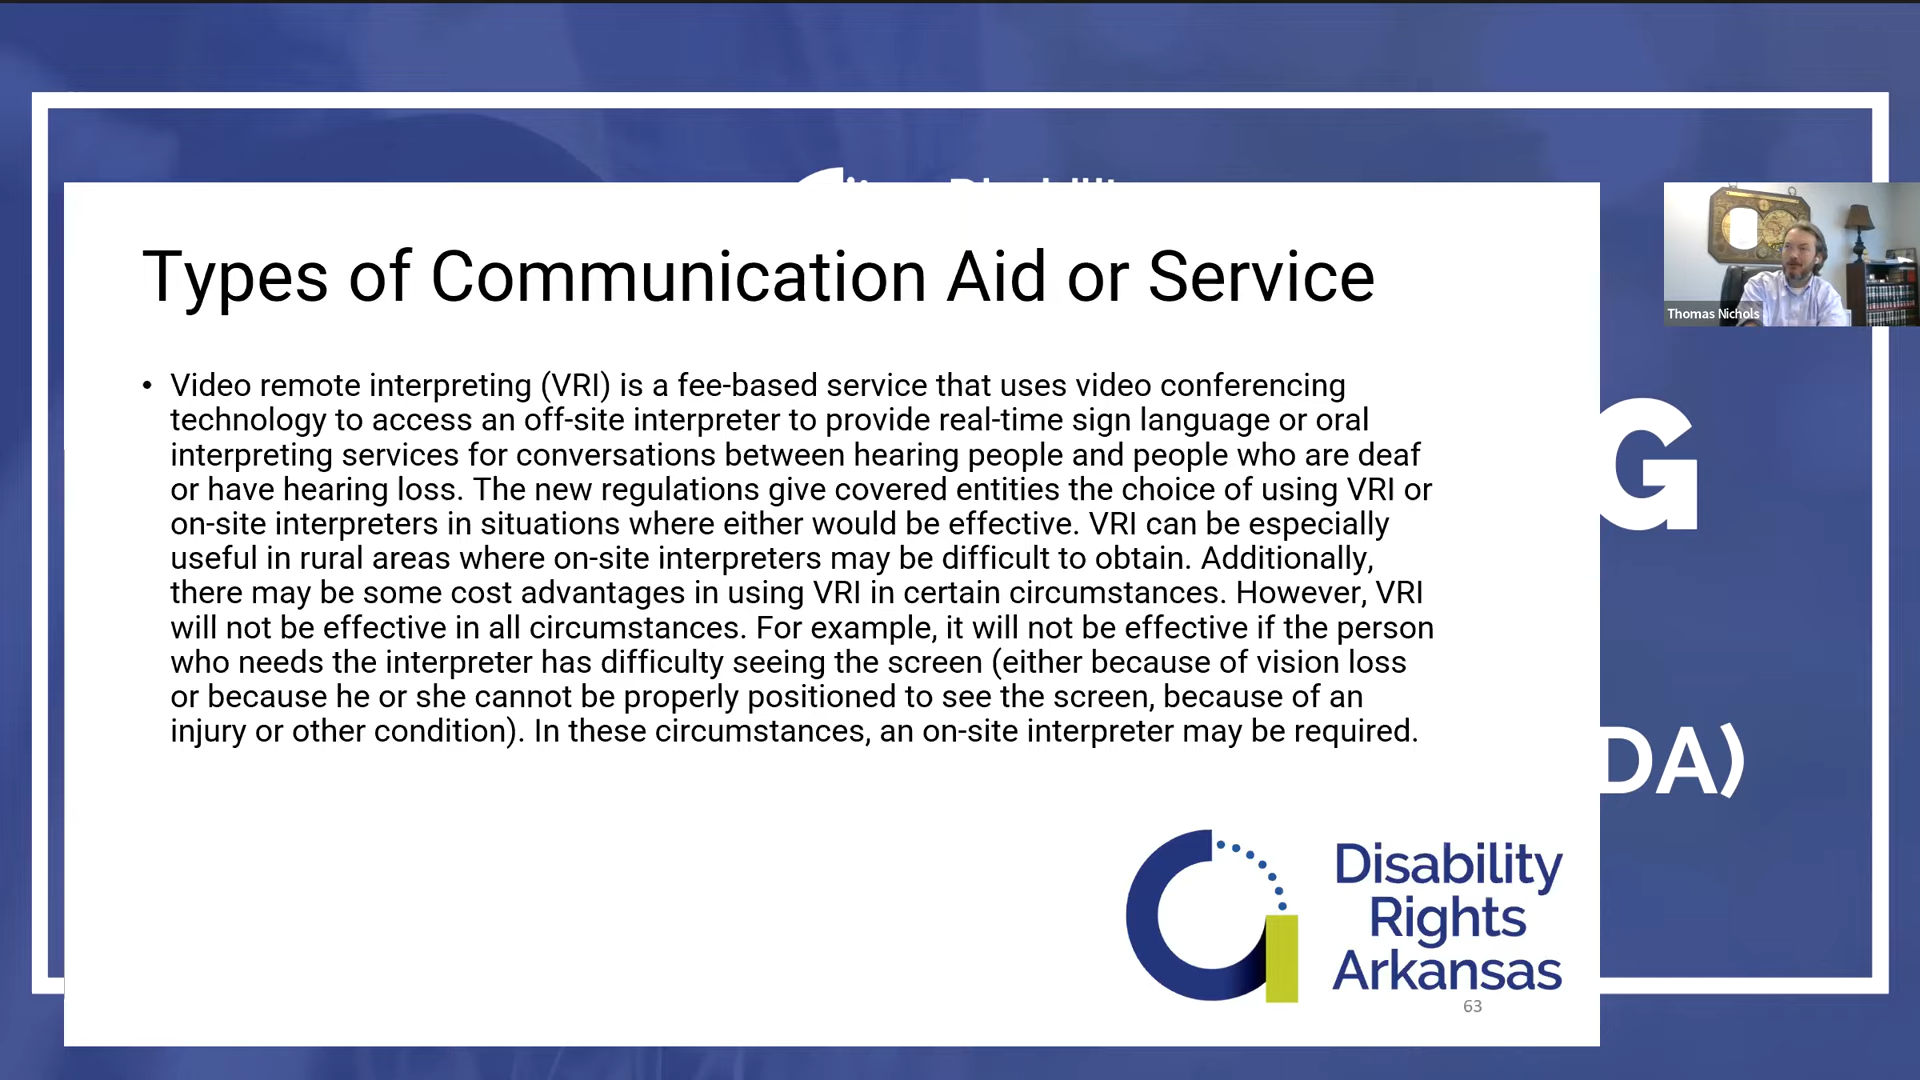 Types of Communication Aid or Service
Thomas Nichols
• Video remote interpreting (VRI) is a fee-based service that uses video conferencing
technology to access an off-site interpreter to provide real-time sign language or oral
interpreting services for conversations between hearing people and people who are deaf
or have hearing loss. The new regulations give covered entities the choice of using VRI or
on-site interpreters in situations where either would be effective. VRI can be especially
useful in rural areas where on-site interpreters may be difficult to obtain. Additionally,
there may be some cost advantages in using VRI in certain circumstances. However, VRI
will not be effective in all circumstances. For example, it will not be effective if the person
who needs the interpreter has difficulty seeing the screen (either because of vision loss
or because he or she cannot be properly positioned to see the screen, because of an
injury or other condition). In these circumstances, an on-site interpreter may be required.
G
DA)
Disability
Rights
Arkansas
63